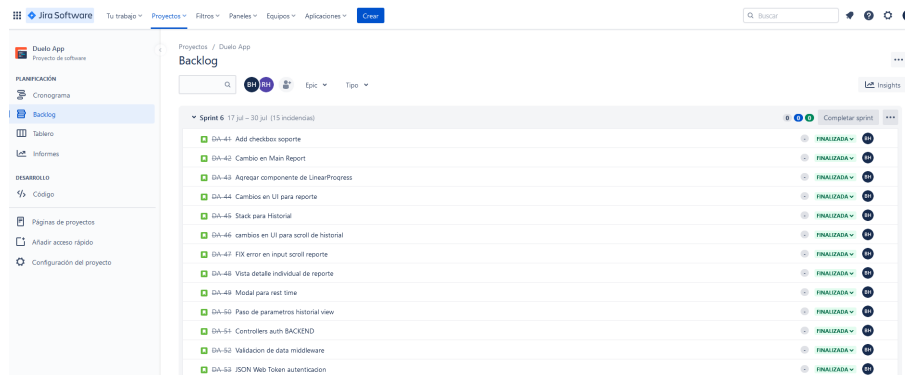 Jira Software Tu trabajo Proyectos Filtros Paneles Equipos Aplicaciones Crear Buscar
Duelo App
Proyecto de software
PLANIFICACIÓN
Cronograma
Backlog
Tablero
Informes
DESARROLLO
Código
Páginas de proyectos
Añadir acceso rápido
Configuración del proyecto
Proyectos / Duelo App
Backlog
BH RH Epic Tipo Insights
Sprint 6 17 jul – 30 jul (15 incidencias) 0 0 0 Completar sprint
DA-41 Add checkbox soporte - FINALIZADA BH
DA-42 Cambio en Main Report - FINALIZADA BH
DA-43 Agregar componente de LinearProgress - FINALIZADA BH
DA-44 Cambios en UI para reporte - FINALIZADA BH
DA-45 Stack para Historial - FINALIZADA BH
DA-46 cambios en UI para scroll de historial - FINALIZADA BH
DA-47 FIX error en input scroll reporte - FINALIZADA BH
DA-48 Vista detalle individual de reporte - FINALIZADA BH
DA-49 Modal para rest time - FINALIZADA BH
DA-50 Paso de parametros historial view - FINALIZADA BH
DA-51 Controllers auth BACKEND - FINALIZADA BH
DA-52 Validacion de data middleware - FINALIZADA BH
DA-53 JSON Web Token autenticacion - FINALIZADA BH